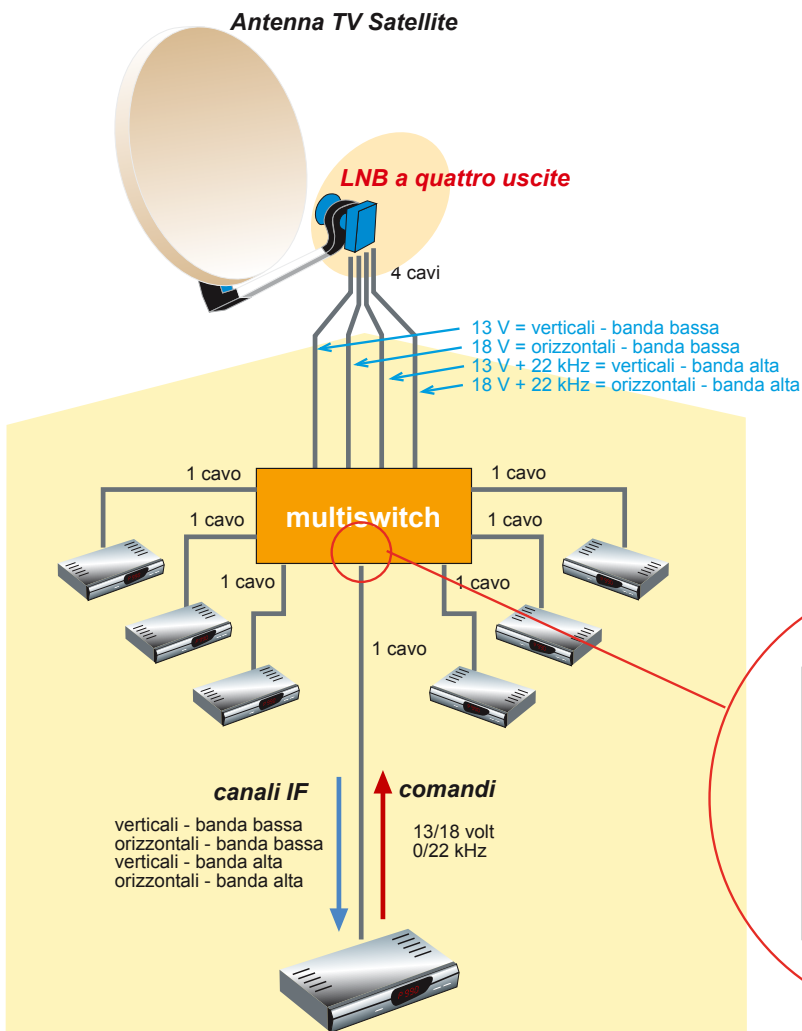 Antenna TV Satellite
LNB a quattro uscite
4 cavi
13 V = verticali - banda bassa
18 V = orizzontali - banda bassa
13 V + 22 kHz = verticali - banda alta
18 V + 22 kHz = orizzontali - banda alta
1 cavo
1 cavo
multiswitch
1 cavo
1 cavo
1 cavo
1 cavo
1 cavo
canali IF
comandi
verticali - banda bassa
orizzontali - banda bassa
verticali - banda alta
orizzontali - banda alta
13/18 volt
0/22 kHz